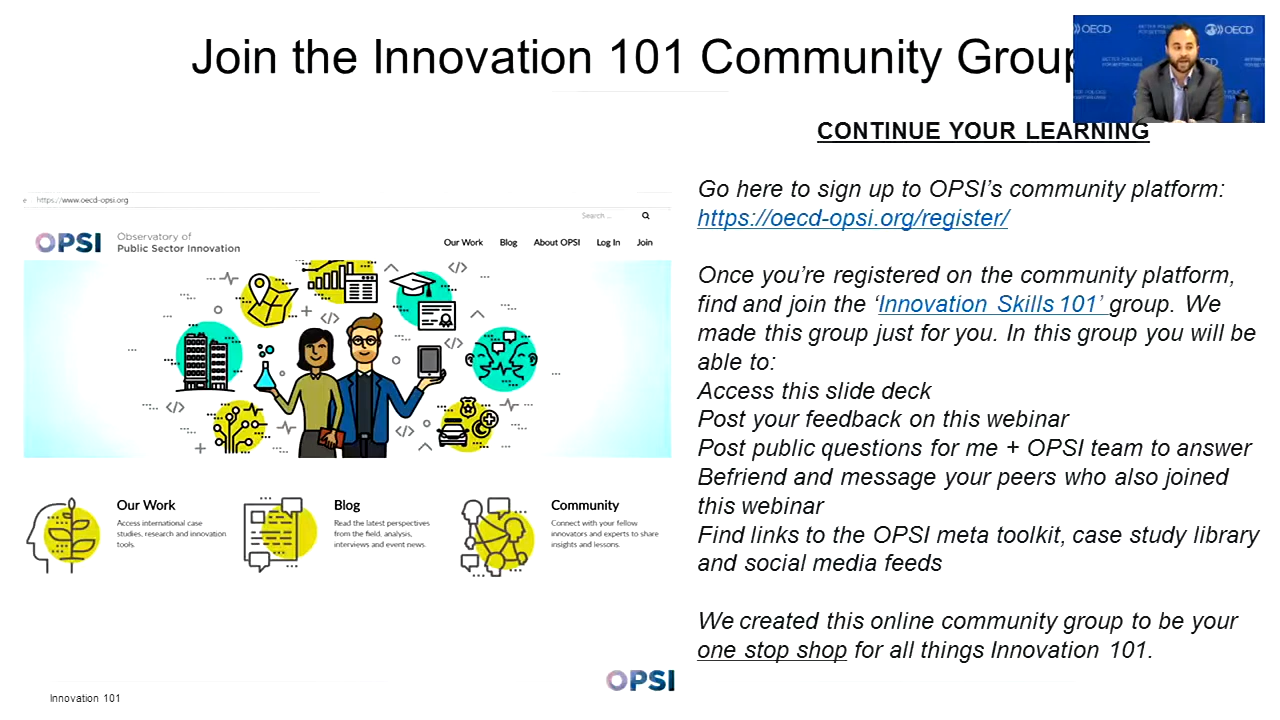 Join the Innovation 101 Community Group
OECD
OECD
CONTINUE YOUR LEARNING
Go here to sign up to OPSI's community platform:
https://oecd-opsi.org/register/
Once you're registered on the community platform,
find and join the ‘Innovation Skills 101’ group. We
made this group just for you. In this group you will be
able to:
Access this slide deck
Post your feedback on this webinar
Post public questions for me + OPSI team to answer
Befriend and message your peers who also joined
this webinar
Find links to the OPSI meta toolkit, case study library
and social media feeds
We created this online community group to be your
one stop shop for all things Innovation 101.
https://www.oecd-opsi.org
Search ...
OPSI
Observatory of
Public Sector Innovation
Our Work Blog About OPSI Log In Join
Our Work
Access international case
studies, research and innovation
tools.
Blog
Read the latest perspectives
from the field, analysis,
interviews and event news.
Community
Connect with your fellow
innovators and experts to share
insights and lessons.
OPSI
Innovation 101